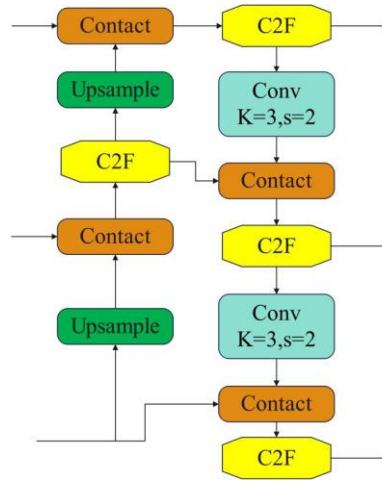 Contact
C2F
Upsample
Conv
K=3,s=2
C2F
Contact
Contact
C2F
Upsample
Conv
K=3,s=2
Contact
C2F